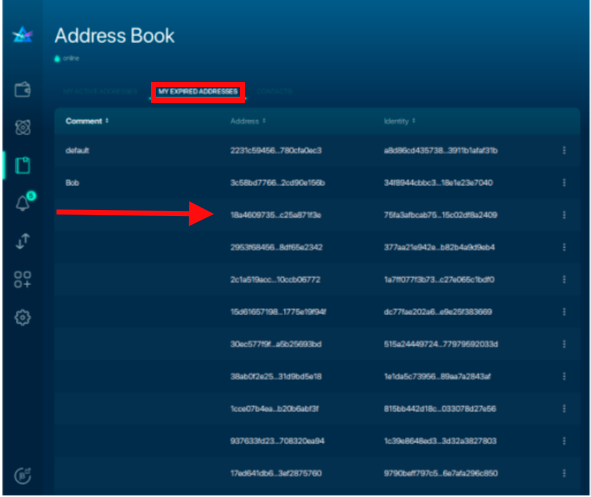 Address Book
online
5
MY ACTIVE ADDRESSES MY EXPIRED ADDRESSES CONTACTS
Comment Address Identity
default 2231c59456...780cfa0ec3 a8d86cd435738...3911b1afaf31b
Bob 3c58bd7766...2cd90e156b 34f8944cbbc3...18e1e23e7040
18a4609735...c25a871f3e 75fa3afbcab75...15c02df8a2409
2953f68456...8df65e2342 377aa21e942e...b82b4a9d9eb4
2c1a519acc...10ccb06772 1a7ff077f3b73...c27e065c1bdf0
15d61657198...1775e19f94f dc77fae202a6...e9e25f383669
30ec577f9f...a5b25693bd 515a24449724...77979592033d
38ab0f2e25...31d9bd5e18 1e1da5c73956...89aa7a2843af
1cce07b4ea...b20b6abf3f 815bb442d18c...033078d27e56
937633fd23...708320ea94 1c39e8648ed3...3d32a3827803
17ed641db6...3ef2875760 9790beff797c5...6e7afa296c850